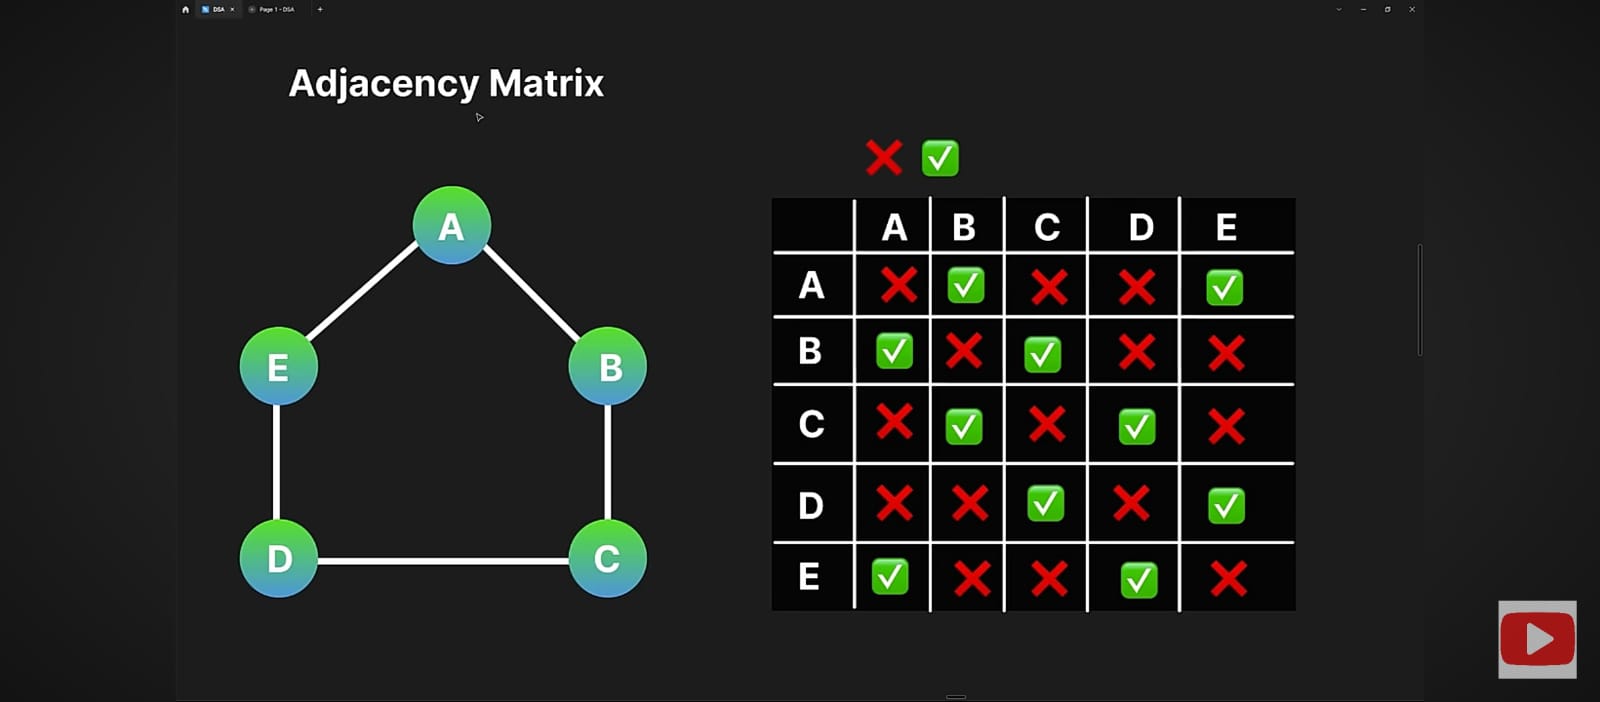 DSA
Page 1 - DSA
Adjacency Matrix
A
E
B
D
C
❌ ✅
A B C D E
A ❌ ✅ ❌ ❌ ✅
B ✅ ❌ ✅ ❌ ❌
C ❌ ✅ ❌ ✅ ❌
D ❌ ❌ ✅ ❌ ✅
E ✅ ❌ ❌ ✅ ❌